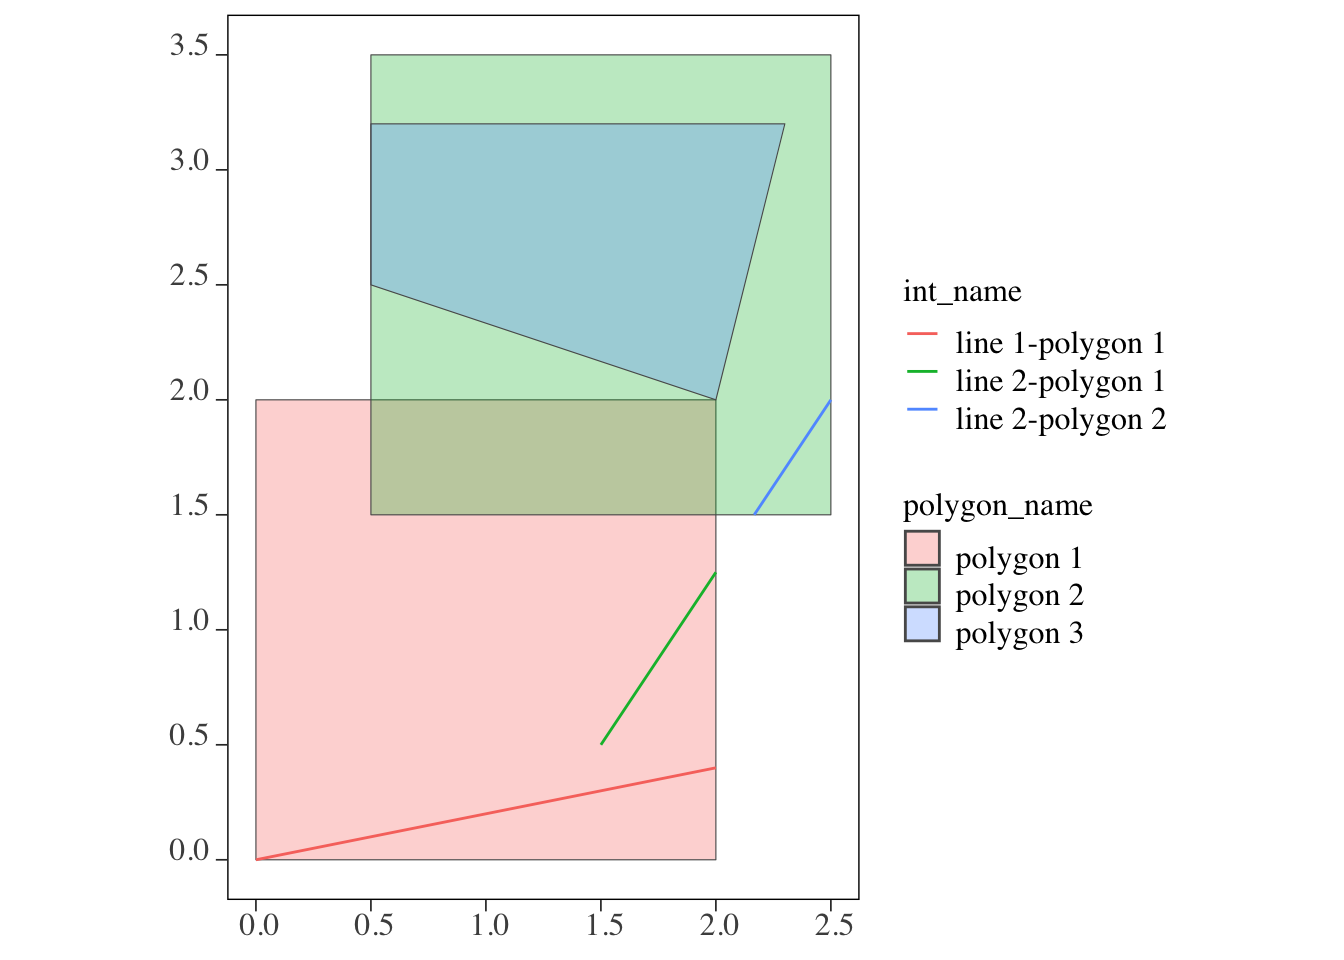 3.5
3.0
2.5
2.0
1.5
1.0
0.5
0.0
0.0 0.5 1.0 1.5 2.0 2.5
int_name
line 1-polygon 1
line 2-polygon 1
line 2-polygon 2
polygon_name
polygon 1
polygon 2
polygon 3